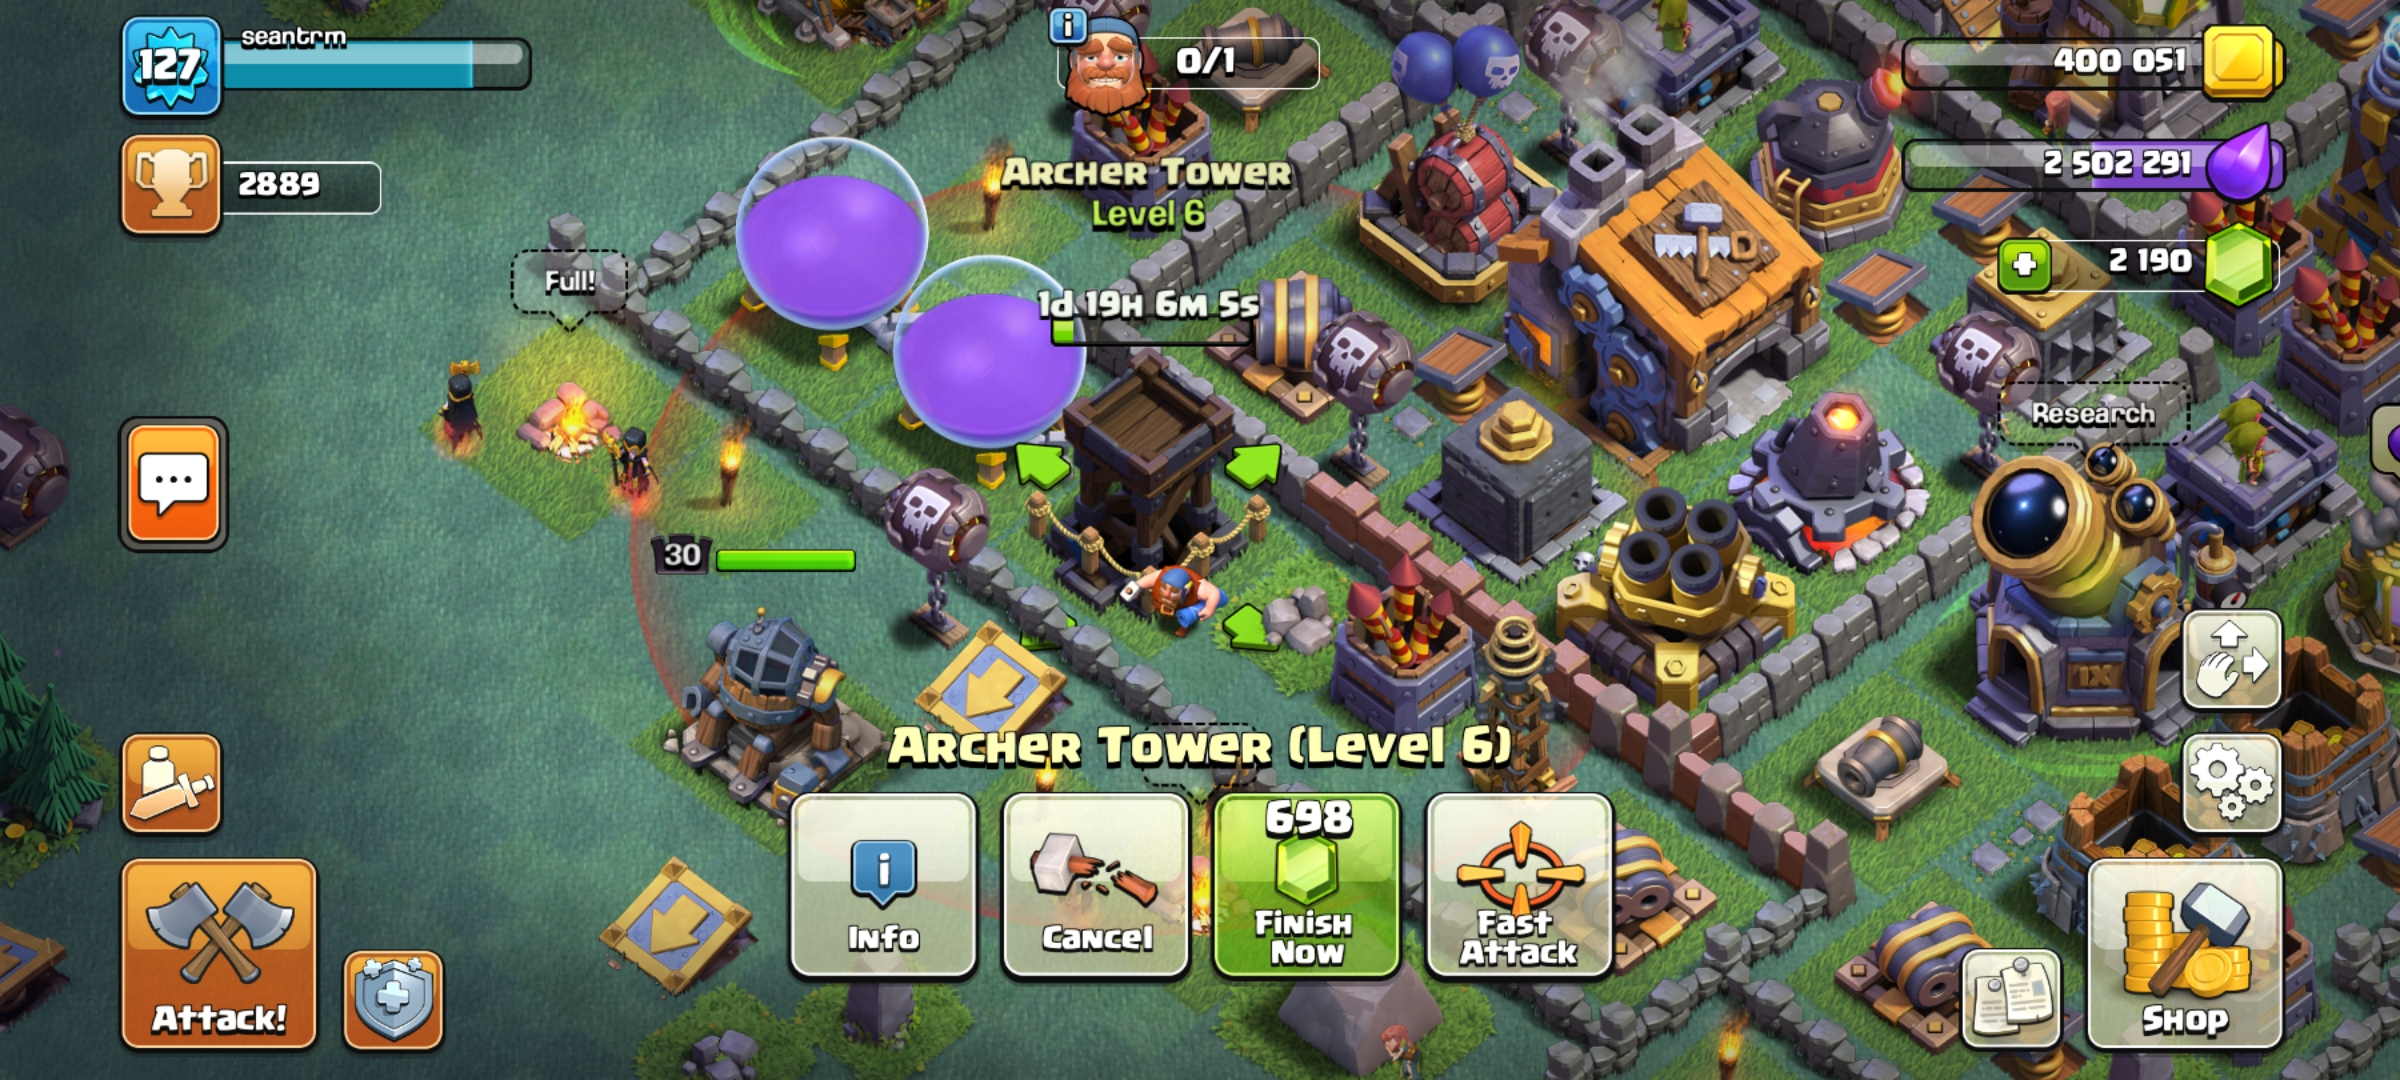 127
seantrm
0/1
400 051
2889
2 502 291
Archer Tower
Level 6
2 190
Full!
1d 19h 6m 5s
Research
30
IX
Archer Tower (Level 6)
Info
Cancel
698
Finish
Now
Fast
Attack
Attack!
Shop